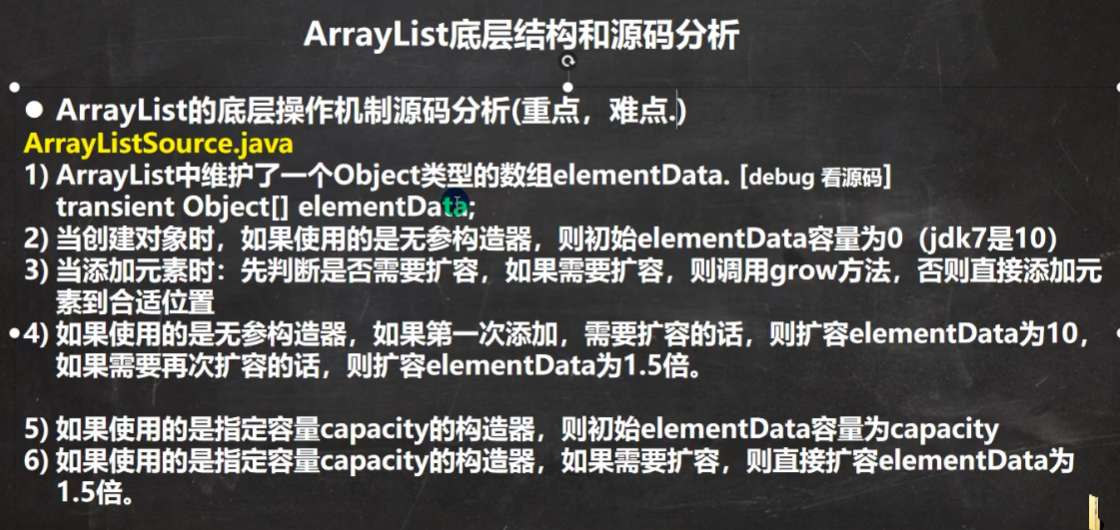 ArrayList底层结构和源码分析
● ArrayList的底层操作机制源码分析(重点，难点.)
ArrayListSource.java
1) ArrayList中维护了一个Object类型的数组elementData. [debug 看源码]
transient Object[] elementData;
2) 当创建对象时，如果使用的是无参构造器，则初始elementData容量为0（jdk7是10）
3) 当添加元素时：先判断是否需要扩容，如果需要扩容，则调用grow方法，否则直接添加元
素到合适位置
4) 如果使用的是无参构造器，如果第一次添加，需要扩容的话，则扩容elementData为10，
如果需要再次扩容的话，则扩容elementData为1.5倍。
5) 如果使用的是指定容量capacity的构造器，则初始elementData容量为capacity
6) 如果使用的是指定容量capacity的构造器，如果需要扩容，则直接扩容elementData为
1.5倍。